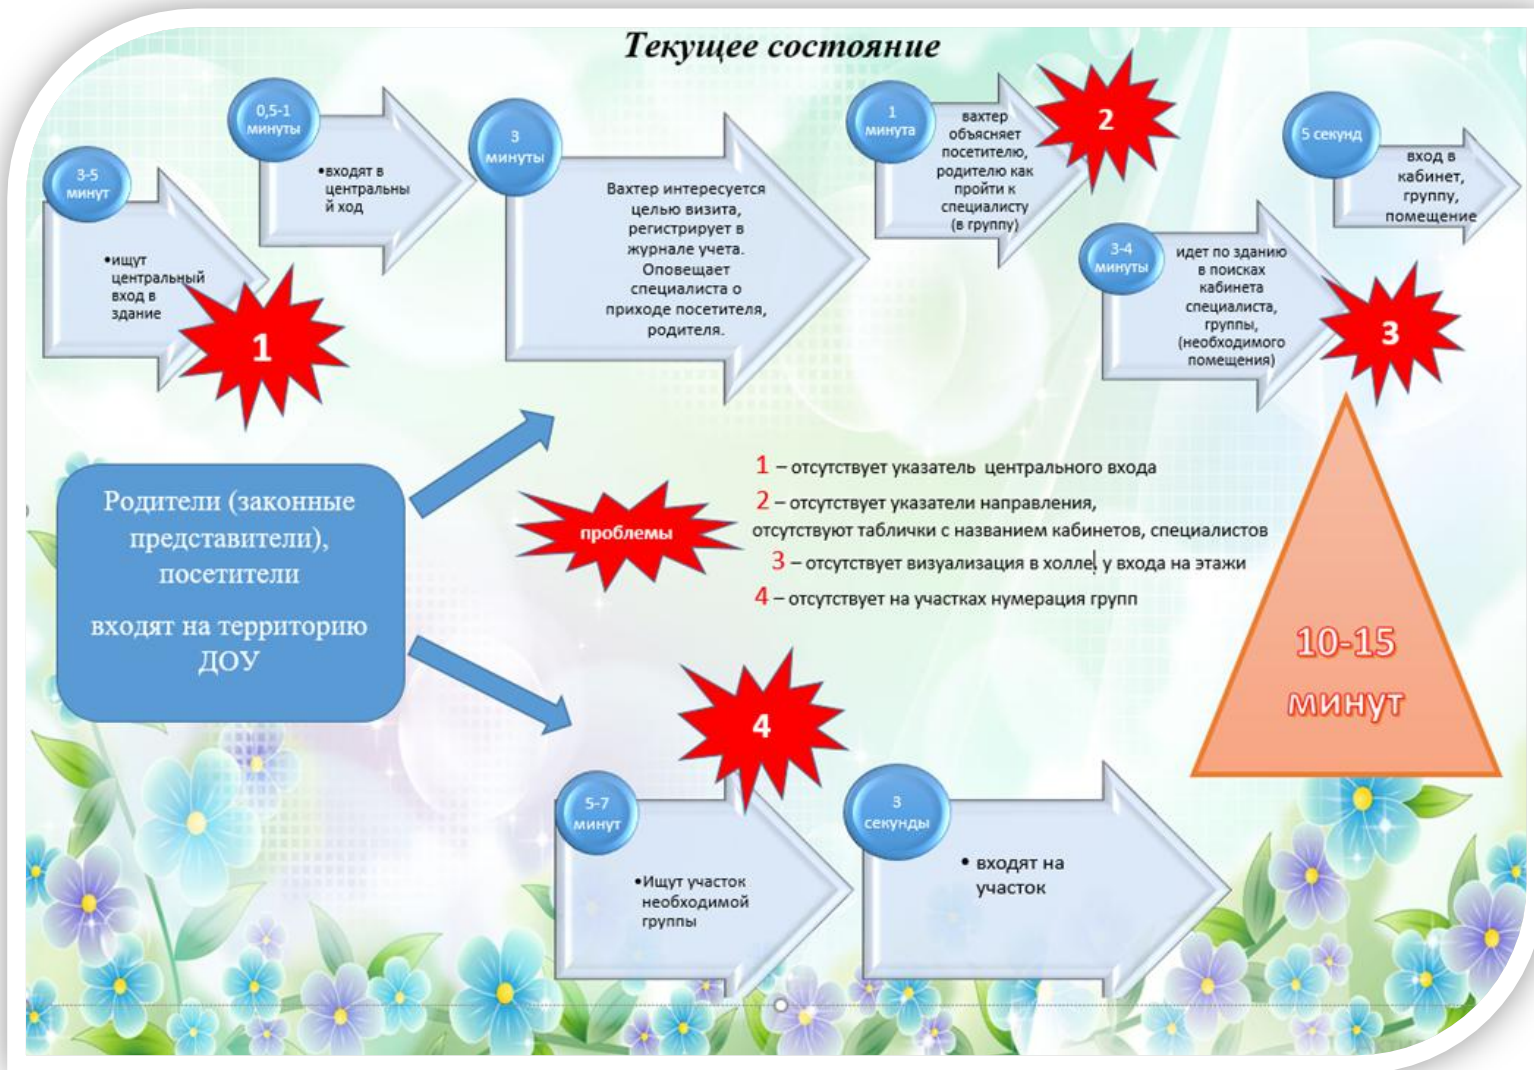 Текущее состояние
3-5
минут
•ищут
центральный
вход в
здание
1
0,5-1
минуты
•входят в
центральны
й ход
3
минуты
Вахтер интересуется
целью визита,
регистрирует в
журнале учета.
Оповещает
специалиста о
приходе посетителя,
родителя.
1
минута
вахтер
объясняет
посетителю,
родителю как
пройти к
специалисту
(в группу)
2
3-4
минуты
идет по зданию
в поисках
кабинета
специалиста,
группы,
(необходимого
помещения)
3
5 секунд
вход в
кабинет,
группу,
помещение
Родители (законные
представители),
посетители
входят на территорию
ДОУ
проблемы
1 – отсутствует указатель центрального входа
2 – отсутствует указатели направления,
отсутствуют таблички с названием кабинетов, специалистов
3 – отсутствует визуализация в холле, у входа на этажи
4 – отсутствует на участках нумерация групп
10-15
минут
4
5-7
минут
•Ищут участок
необходимой
группы
3
секунды
• входят на
участок